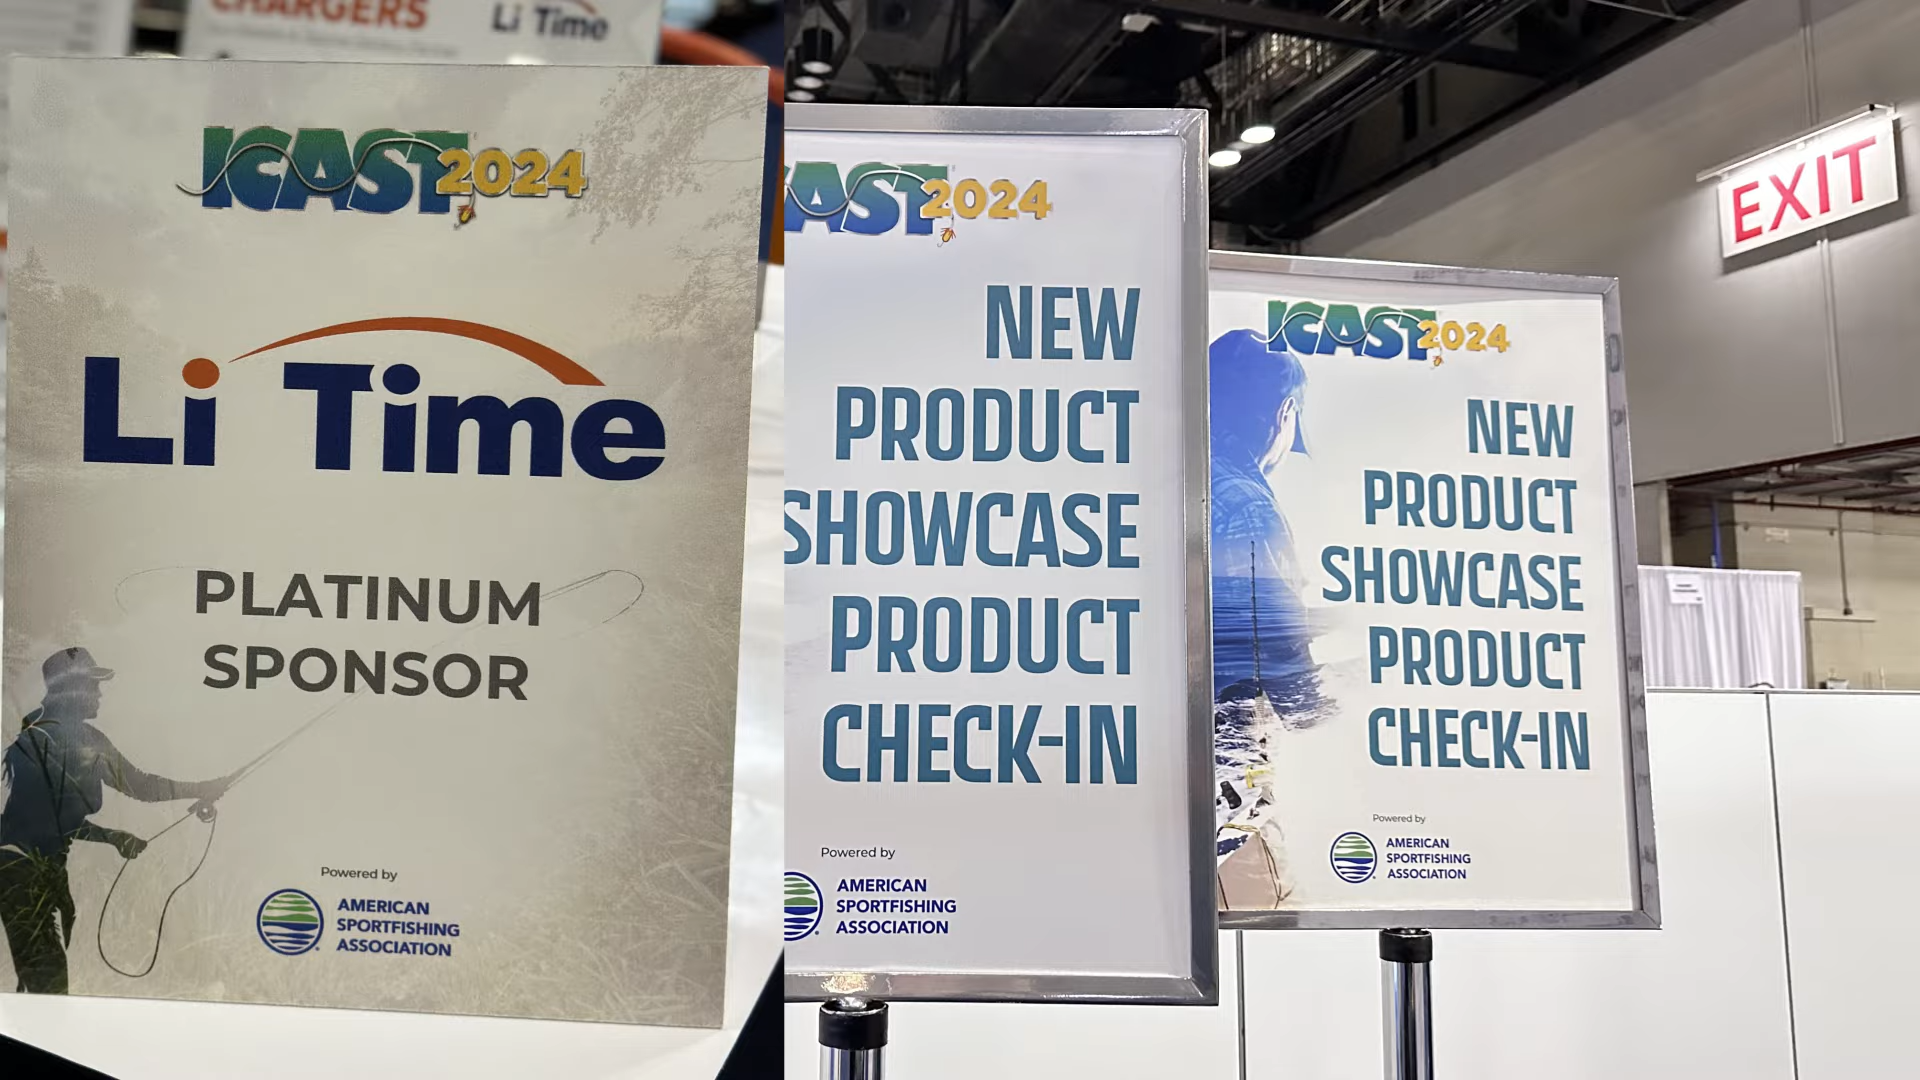 CHARGERS
Li Time
ICAST 2024
Li Time
PLATINUM
SPONSOR
Powered by
AMERICAN
SPORTFISHING
ASSOCIATION
CAST 2024
NEW
PRODUCT
SHOWCASE
PRODUCT
CHECK-IN
Powered by
AMERICAN
SPORTFISHING
ASSOCIATION
ICAST 2024
NEW
PRODUCT
SHOWCASE
PRODUCT
CHECK-IN
Powered by
AMERICAN
SPORTFISHING
ASSOCIATION
EXIT